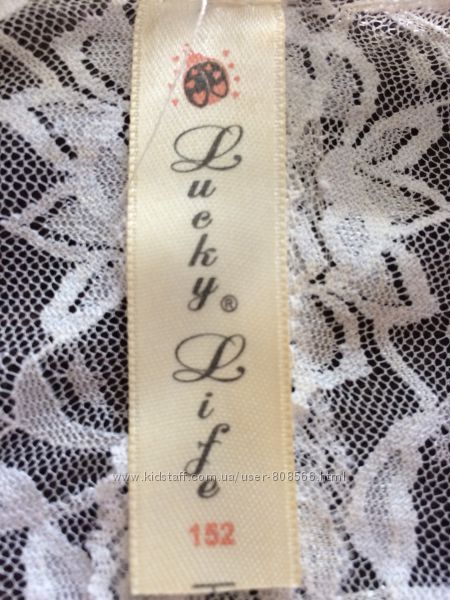 Lucky® Life
www.kidstaff.com.ua/user-808566.html
152